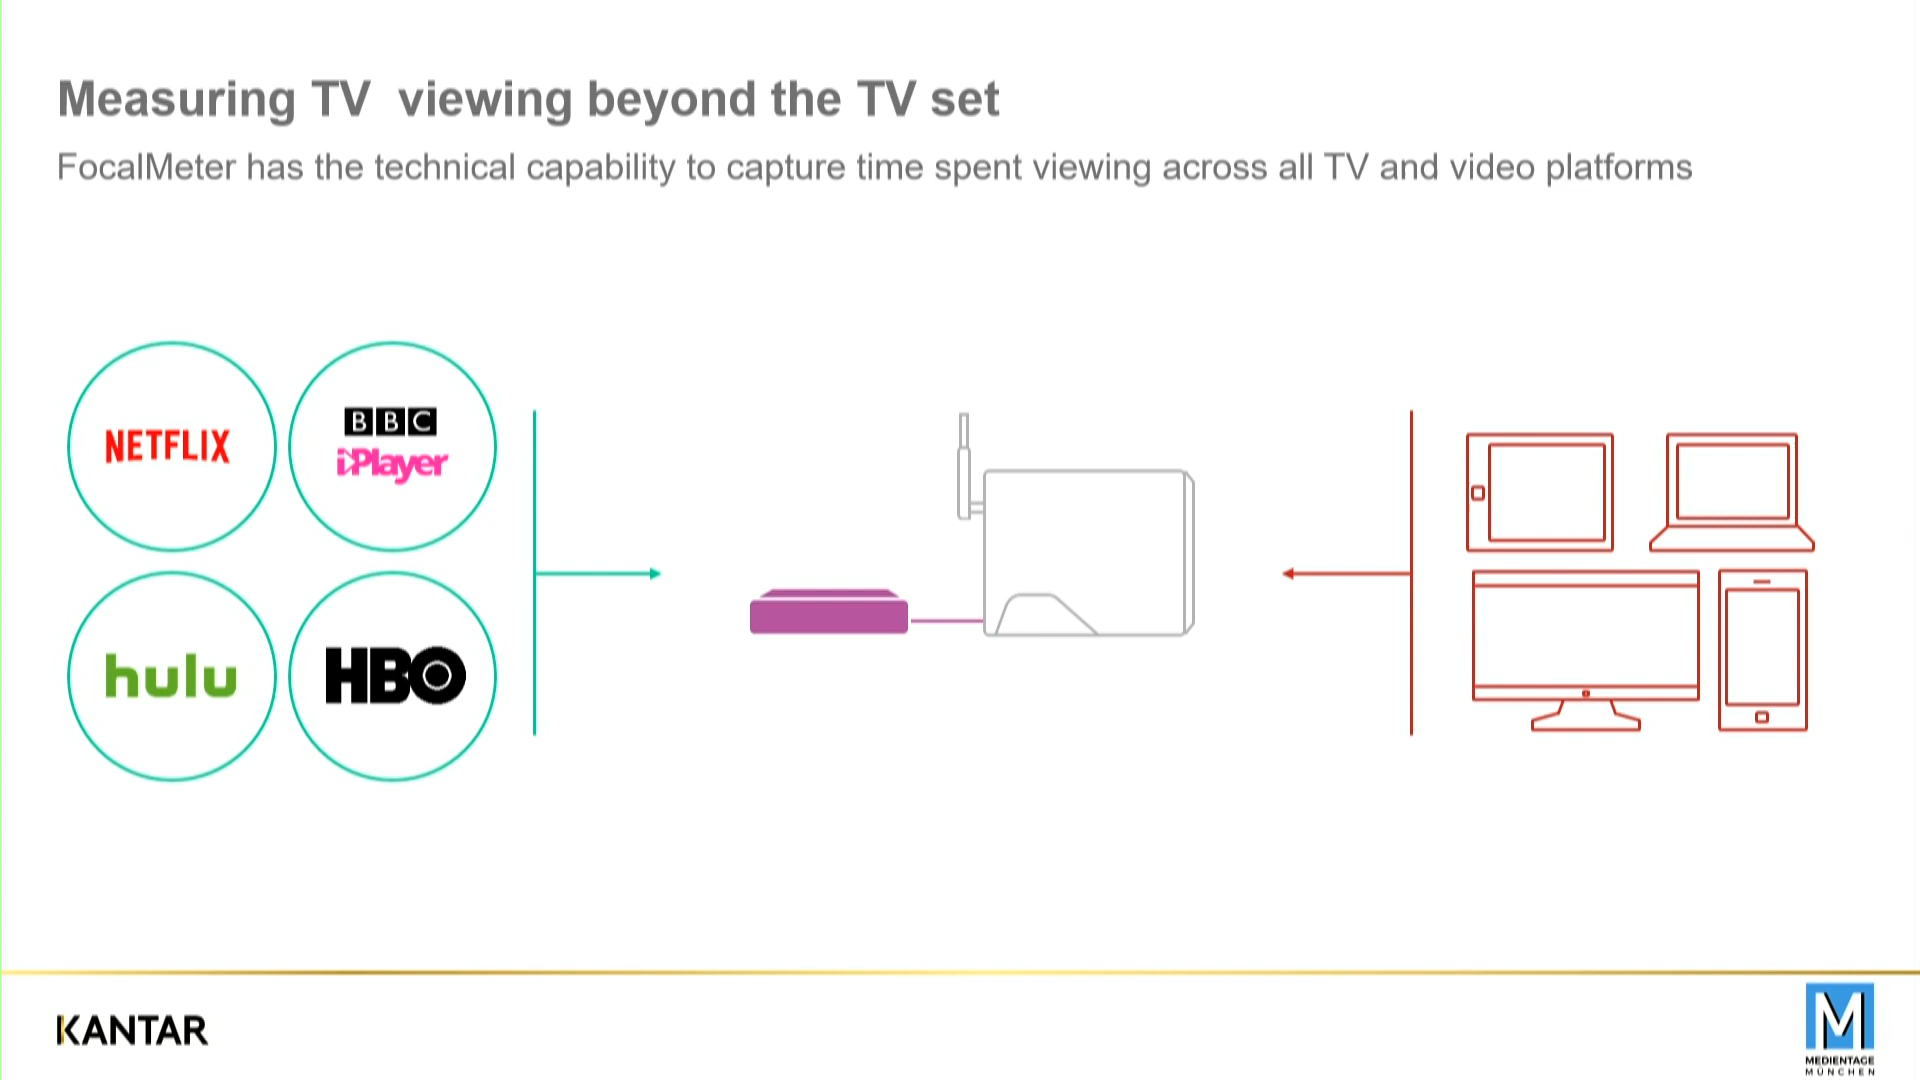 Measuring TV  viewing beyond the TV set
FocalMeter has the technical capability to capture time spent viewing across all TV and video platforms
NETFLIX
BBC
iPlayer
hulu
HBO
KANTAR
M
MEDIENTAGE
MÜNCHEN